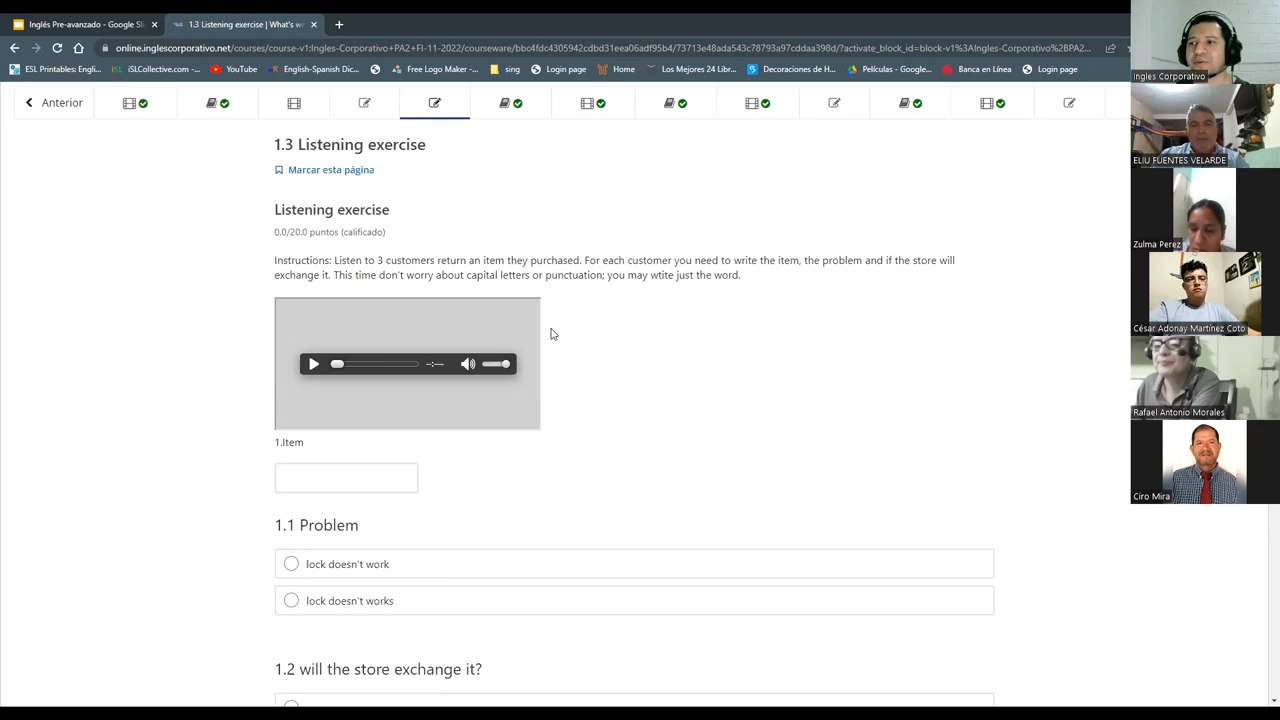 Inglés Pre-avanzado - Google Sli
1.3 Listening exercise | What's w
online.inglescorporativo.net/courses/course-v1:Ingles-Corporativo+PA2+FI-11-2022/courseware/bbc4fdc4305942cdbd31eea06adf95b4/73713e48ada543c78793a97cddaa398d/?activate_block_id=block-v1%3AIngles-Corporativo%2BPA2...
ESL Printables: Engli...
iSLCollective.com -...
YouTube
English-Spanish Dic...
Free Logo Maker -...
sing
Login page
Home
Los Mejores 24 Libr...
Decoraciones de H...
Películas - Google...
Banca en Línea
Login page
Anterior
1.3 Listening exercise
Marcar esta página
Listening exercise
0.0/20.0 puntos (calificado)
Instructions: Listen to 3 customers return an item they purchased. For each customer you need to write the item, the problem and if the store will
exchange it. This time don't worry about capital letters or punctuation; you may wtite just the word.
--:--
1.Item
1.1 Problem
lock doesn't work
lock doesn't works
1.2 will the store exchange it?
Ingles Corporativo
ELIU FUENTES VELARDE
Zulma Perez
César Adonay Martínez Coto
Rafael Antonio Morales
Ciro Mira